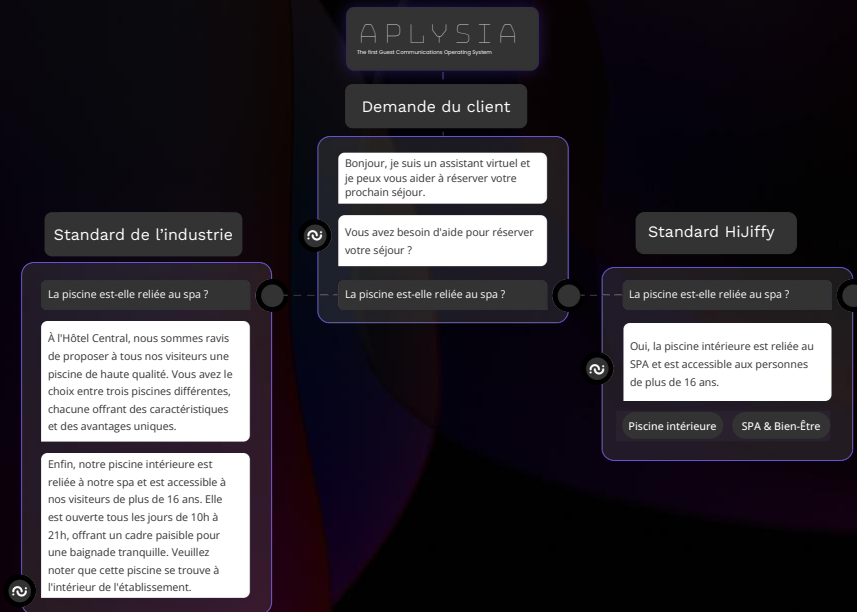 APLYSIA
The first Guest Communications Operating System
Demande du client
Bonjour, je suis un assistant virtuel et
je peux vous aider à réserver votre
prochain séjour.
Vous avez besoin d'aide pour réserver
votre séjour ?
La piscine est-elle reliée au spa ?
Standard de l’industrie
La piscine est-elle reliée au spa ?
À l'Hôtel Central, nous sommes ravis
de proposer à tous nos visiteurs une
piscine de haute qualité. Vous avez le
choix entre trois piscines différentes,
chacune offrant des caractéristiques
et des avantages uniques.
Enfin, notre piscine intérieure est
reliée à notre spa et est accessible à
nos visiteurs de plus de 16 ans. Elle
est ouverte tous les jours de 10h à
21h, offrant un cadre paisible pour
une baignade tranquille. Veuillez
noter que cette piscine se trouve à
l'intérieur de l'établissement.
Standard HiJiffy
La piscine est-elle reliée au spa ?
Oui, la piscine intérieure est reliée au
SPA et est accessible aux personnes
de plus de 16 ans.
Piscine intérieure
SPA & Bien-Être